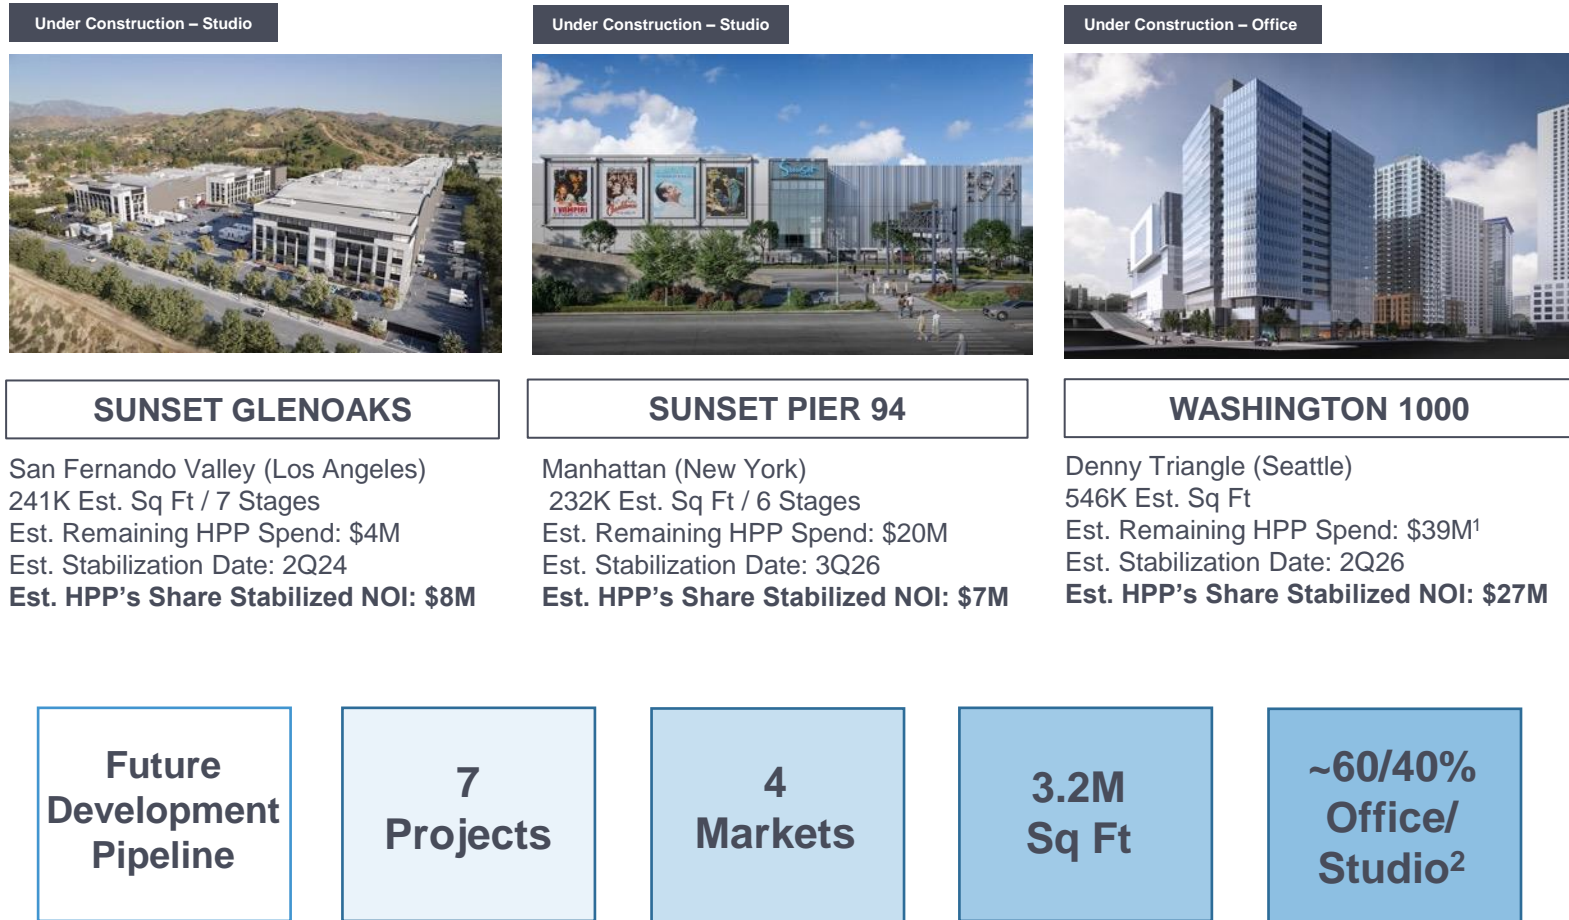 Under Construction – Studio
Under Construction – Studio
Under Construction – Office
I VAMPIRI
Casablanca
Sunset
94
SUNSET GLENOAKS
San Fernando Valley (Los Angeles)
241K Est. Sq Ft / 7 Stages
Est. Remaining HPP Spend: $4M
Est. Stabilization Date: 2Q24
Est. HPP’s Share Stabilized NOI: $8M
SUNSET PIER 94
Manhattan (New York)
232K Est. Sq Ft / 6 Stages
Est. Remaining HPP Spend: $20M
Est. Stabilization Date: 3Q26
Est. HPP’s Share Stabilized NOI: $7M
WASHINGTON 1000
Denny Triangle (Seattle)
546K Est. Sq Ft
Est. Remaining HPP Spend: $39M¹
Est. Stabilization Date: 2Q26
Est. HPP’s Share Stabilized NOI: $27M
Future
Development
Pipeline
7
Projects
4
Markets
3.2M
Sq Ft
~60/40%
Office/
Studio²